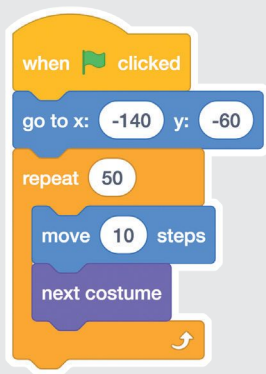 when clicked
go to x: -140 y: -60
repeat 50
move 10 steps
next costume